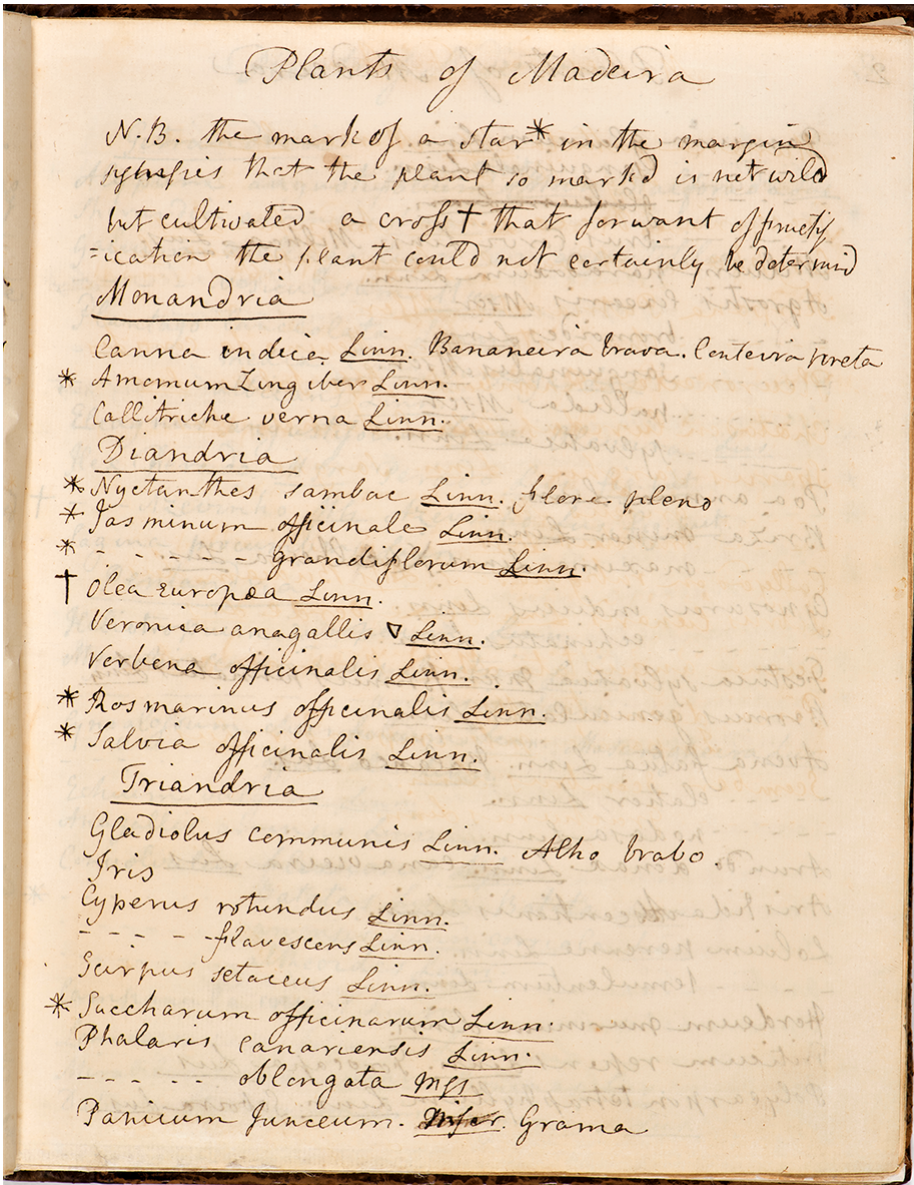 Plants of Madeira
N.B. the mark of a star * in the margin
sygnifies that the plant so markd is not wild
but cultivated a cross † that for want of fructif
=ication the plant could not certainly be determind
Monandria
Canna indica Linn. Bananeira brava. Conteira preta
* Amomum Zingiber Linn.
Callitriche verna Linn.
Diandria
* Nyctanthes sambac Linn. flore pleno
* Jasminum officinale Linn.
* - - - - - - grandiflorum Linn.
† Olea Europæa Linn.
Veronica anagallis ∇ Linn.
Verbena officinalis Linn.
* Rosmarinus officinalis Linn.
* Salvia officinalis Linn.
Triandria
Gladiolus communis Linn. Alho brabo.
Iris
Cyperus rotundus Linn.
- - - - - flavescens Linn.
Scirpus setaceus Linn.
* Saccharum officinarum Linn.
Phalaris canariensis Linn.
- - - - - oblongata Mss
Panicum Junceum. Grama